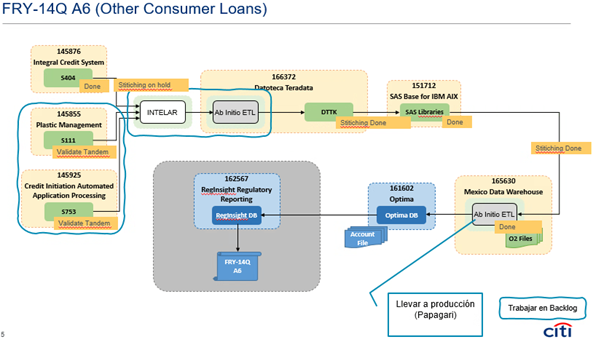 FRY-14Q A6 (Other Consumer Loans)
145876
Integral Credit System
S404
Done
Stitiching on hold
145855
Plastic Management
S111
Validate Tandem
145925
Credit Initiation Automated
Application Processing
S753
Validate Tandem
INTELAR
166372
Datoteca Teradata
Ab Initio ETL
DTTK
Stitiching Done
151712
SAS Base for IBM AIX
SAS Libraries
Done
Stitiching Done
165630
Mexico Data Warehouse
Ab Initio ETL
Done
O2 Files
161602
Optima
Optima DB
Account
File
162567
RegInsight Regulatory
Reporting
RegInsight DB
FRY-14Q
A6
Llevar a producción
(Papagari)
Trabajar en Backlog
citi
5